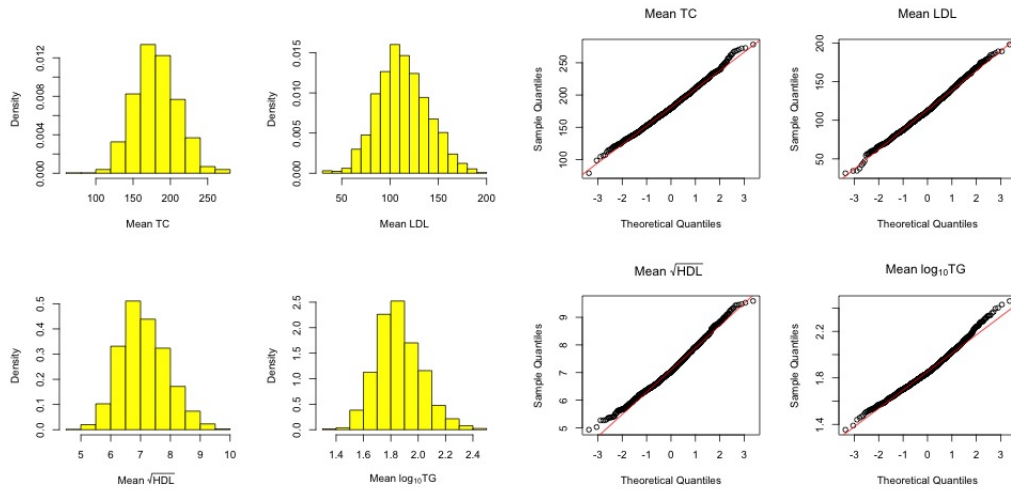 Mean TC
Mean LDL
Density
0.000 0.004 0.008 0.012
100 150 200 250
Mean TC
Density
0.000 0.005 0.010 0.015
50 100 150 200
Mean LDL
Sample Quantiles
100 150 200 250
-3 -2 -1 0 1 2 3
Theoretical Quantiles
Sample Quantiles
50 100 150 200
-3 -2 -1 0 1 2 3
Theoretical Quantiles
Mean √HDL
Mean log₁₀TG
Density
0.0 0.1 0.2 0.3 0.4 0.5
5 6 7 8 9 10
Mean √HDL
Density
0.0 0.5 1.0 1.5 2.0 2.5
1.4 1.6 1.8 2.0 2.2 2.4
Mean log₁₀TG
Sample Quantiles
5 6 7 8 9
-3 -2 -1 0 1 2 3
Theoretical Quantiles
Sample Quantiles
1.4 1.8 2.2
-3 -2 -1 0 1 2 3
Theoretical Quantiles